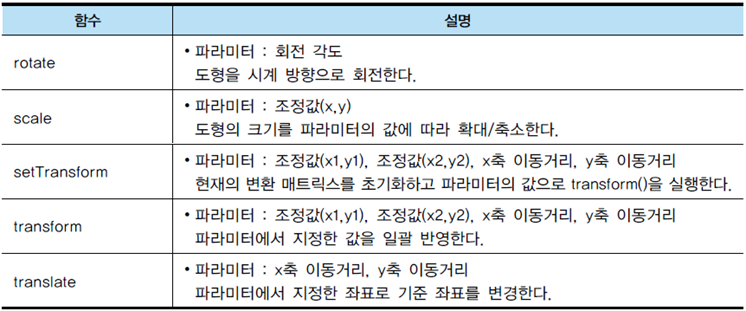 함수 설명
rotate
• 파라미터 : 회전 각도
도형을 시계 방향으로 회전한다.
scale
• 파라미터 : 조정값(x,y)
도형의 크기를 파라미터의 값에 따라 확대/축소한다.
setTransform
• 파라미터 : 조정값(x1,y1), 조정값(x2,y2), x축 이동거리, y축 이동거리
현재의 변환 매트릭스를 초기화하고 파라미터의 값으로 transform()을 실행한다.
transform
• 파라미터 : 조정값(x1,y1), 조정값(x2,y2), x축 이동거리, y축 이동거리
파라미터에서 지정한 값을 일괄 반영한다.
translate
• 파라미터 : x축 이동거리, y축 이동거리
파라미터에서 지정한 좌표로 기준 좌표를 변경한다.